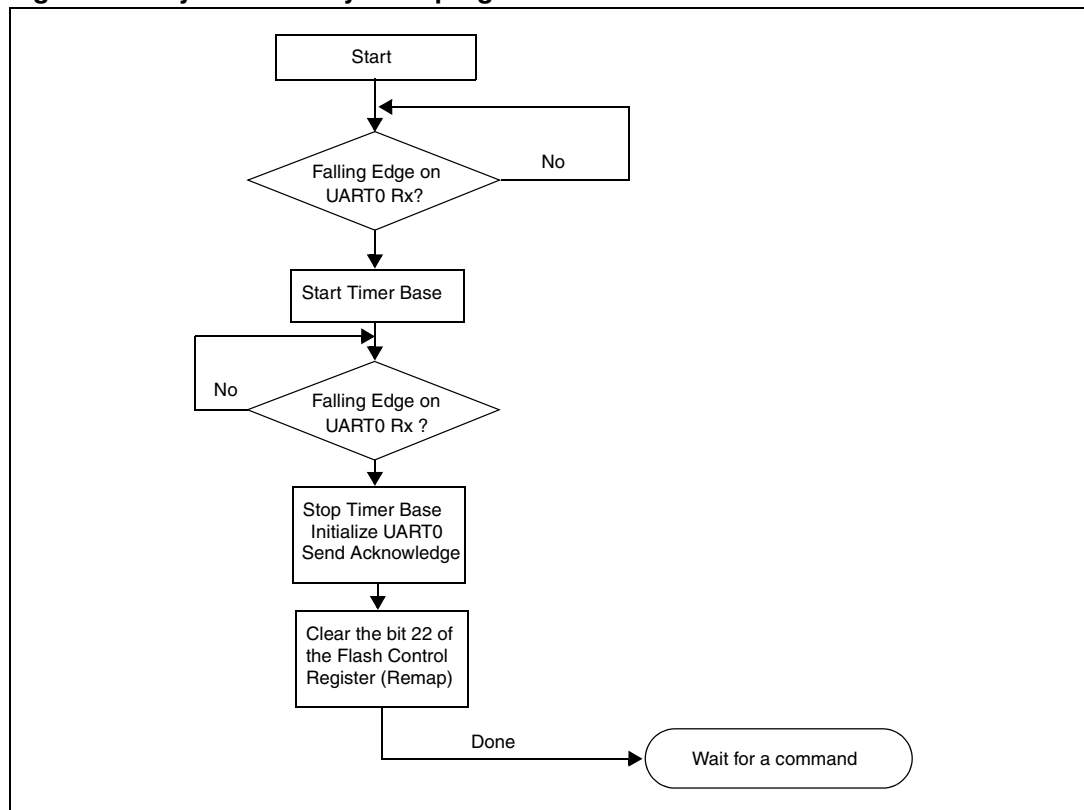 Start
No
Falling Edge on
UART0 Rx?
Start Timer Base
No
Falling Edge on
UART0 Rx ?
Stop Timer Base
Initialize UART0
Send Acknowledge
Clear the bit 22 of
the Flash Control
Register (Remap)
Done
Wait for a command